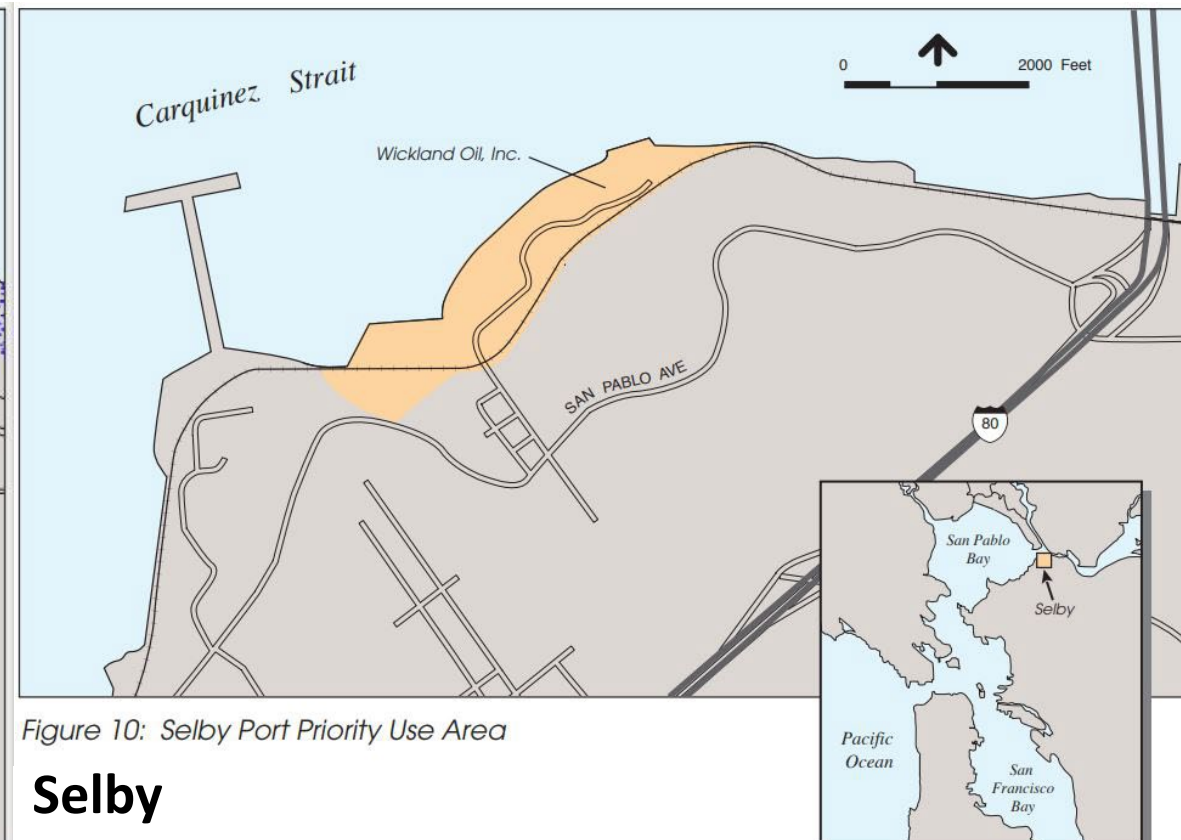 Carquinez Strait
0 2000 Feet
Wickland Oil, Inc.
SAN PABLO AVE
80
San Pablo
Bay
Selby
Pacific
Ocean
San
Francisco
Bay
Figure 10: Selby Port Priority Use Area
Selby